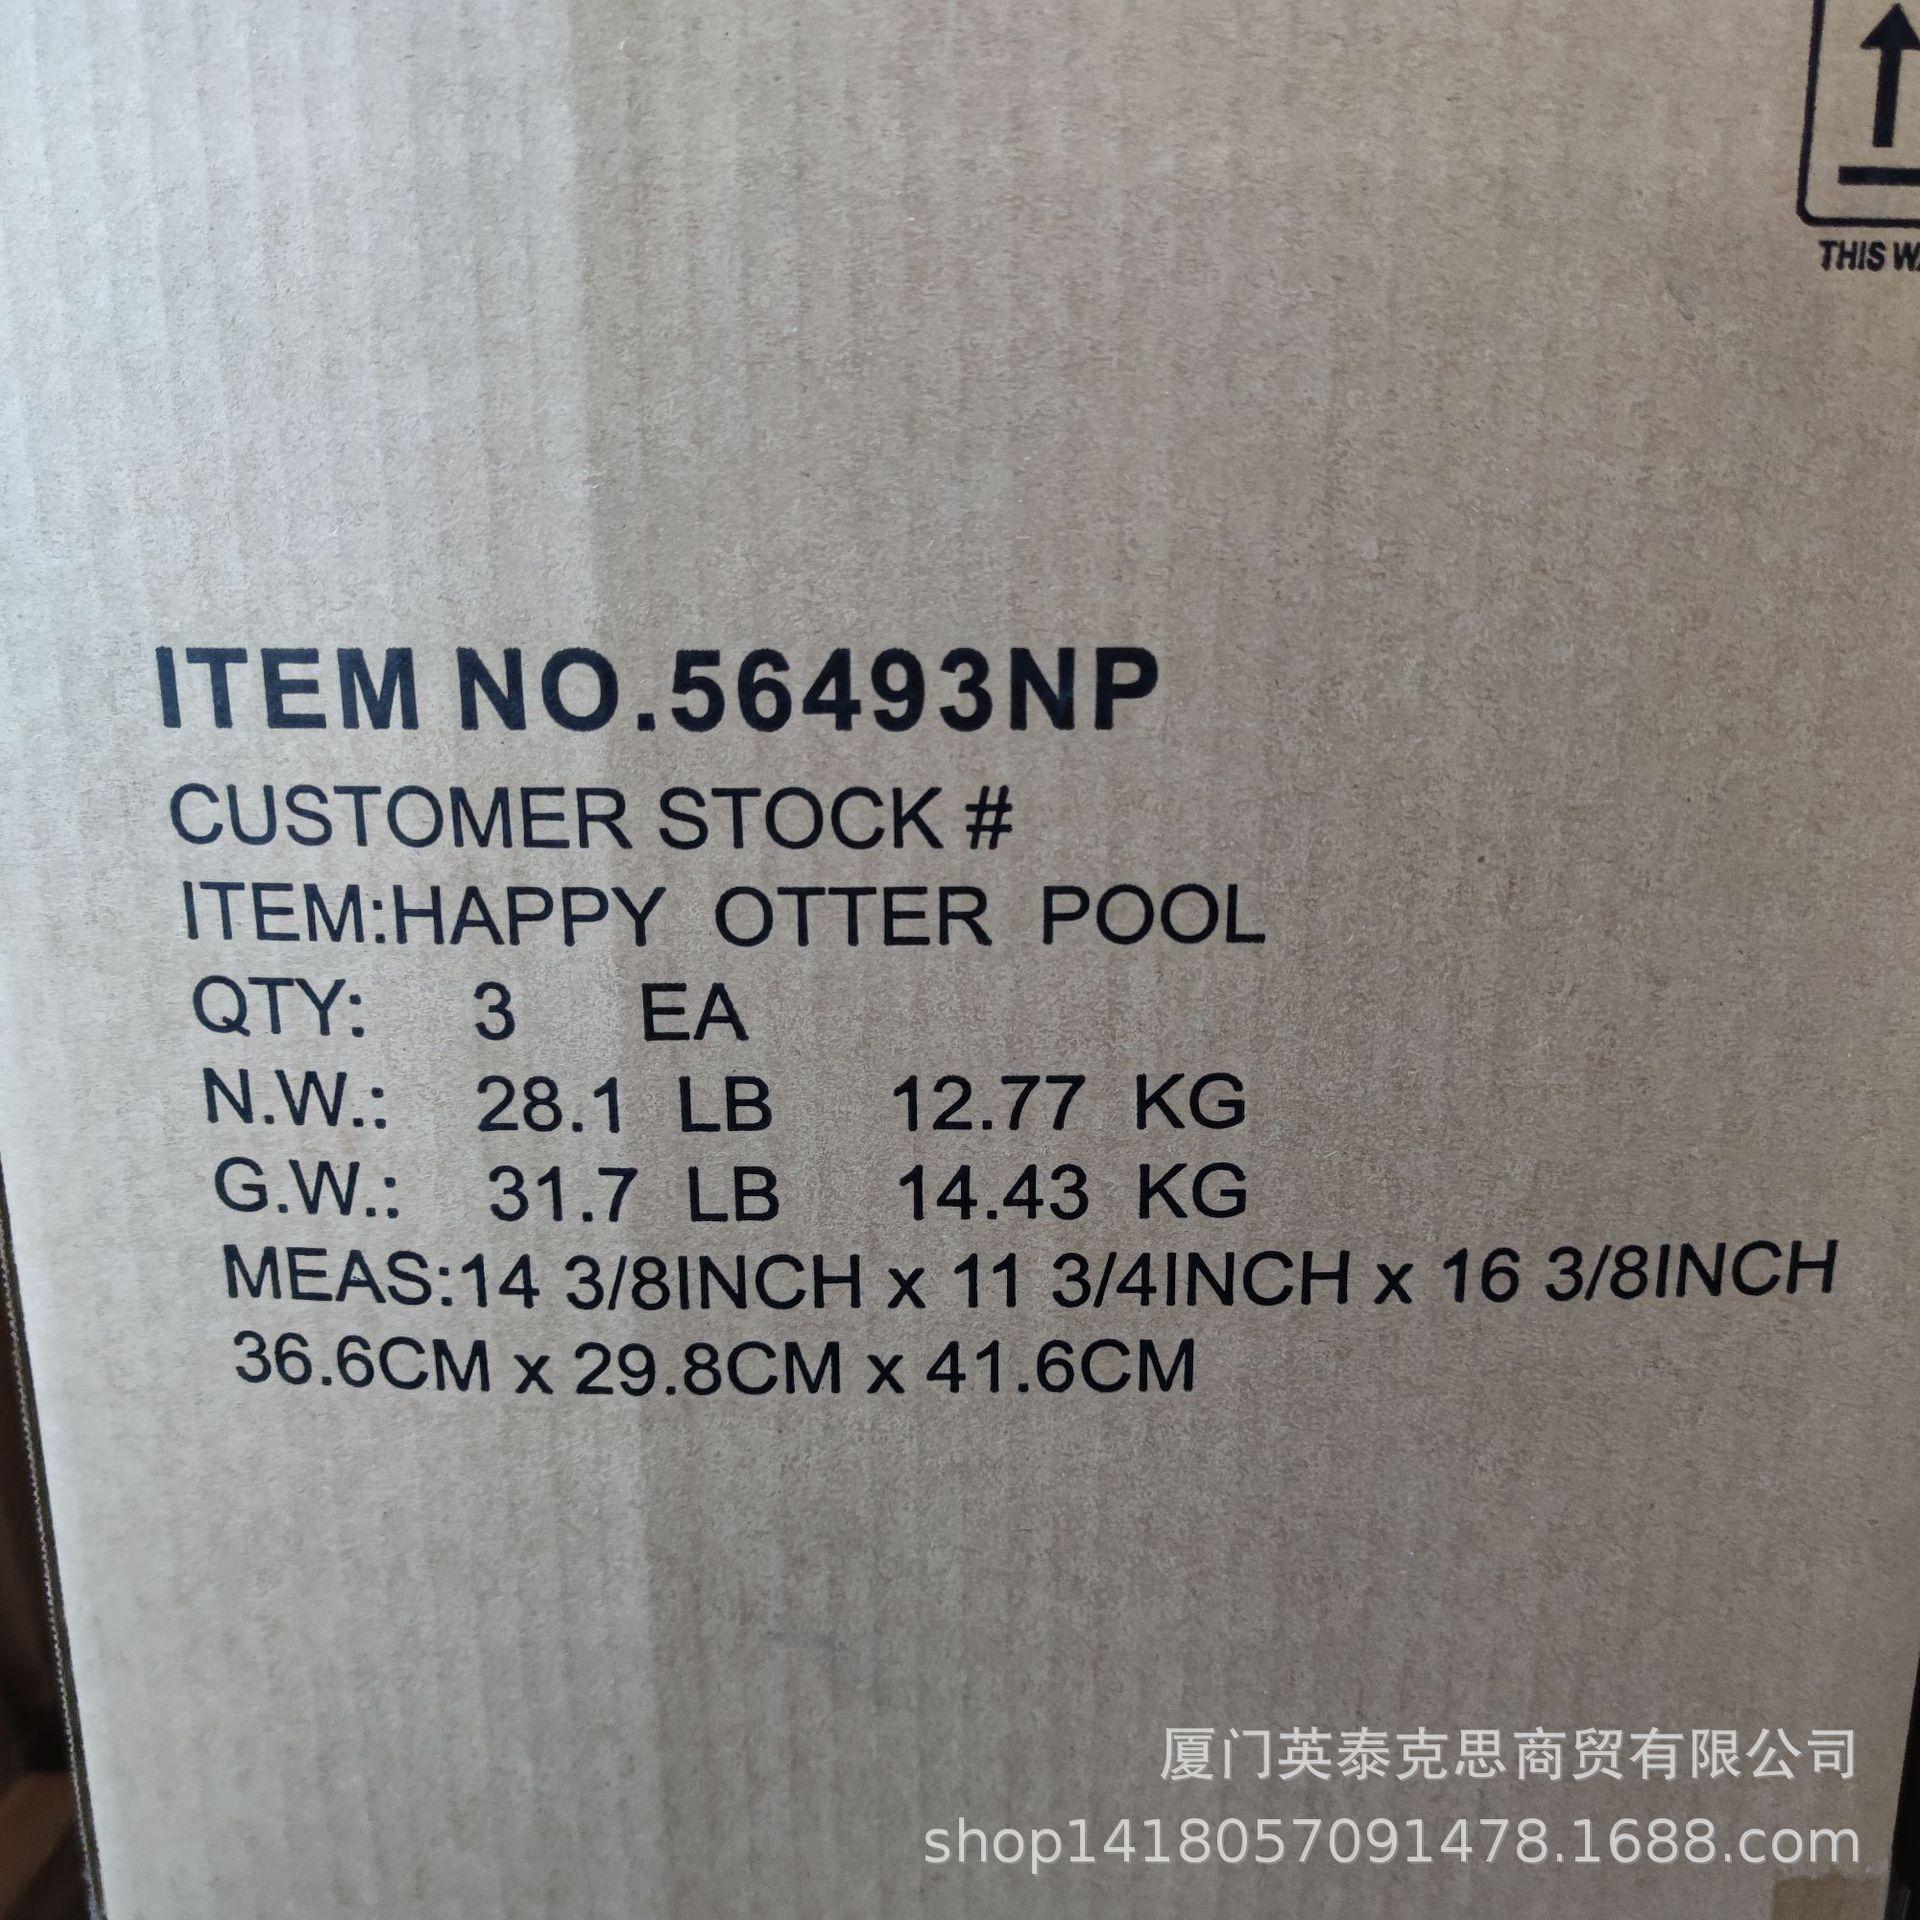 THIS WA
ITEM NO.56493NP
CUSTOMER STOCK #
ITEM:HAPPY OTTER POOL
QTY: 3 EA
N.W.: 28.1 LB 12.77 KG
G.W.: 31.7 LB 14.43 KG
MEAS:14 3/8INCH x 11 3/4INCH x 16 3/8INCH
36.6CM x 29.8CM x 41.6CM
厦门英泰克思商贸有限公司
shop1418057091478.1688.com